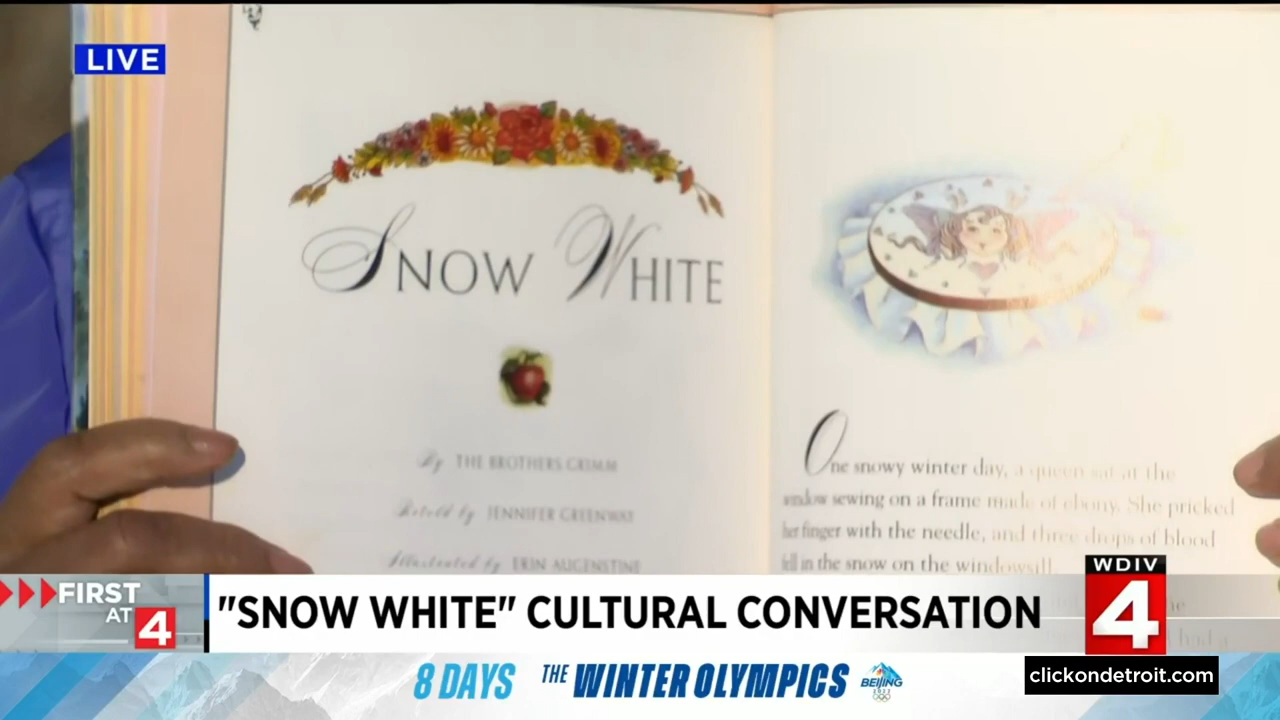 LIVE
SNOW WHITE
By THE BROTHERS GRIMM
Retold by JENNIFER GREENWAY
Illustrated by ERIN AUGENSTINE
One snowy winter day, a queen sat at the
window sewing on a frame made of ebony. She pricked
her finger with the needle, and three drops of blood
fell in the snow on the windowsill.
FIRST
AT 4
"SNOW WHITE" CULTURAL CONVERSATION
WDIV
4
8 DAYS THE WINTER OLYMPICS BEIJING
2022
clickondetroit.com